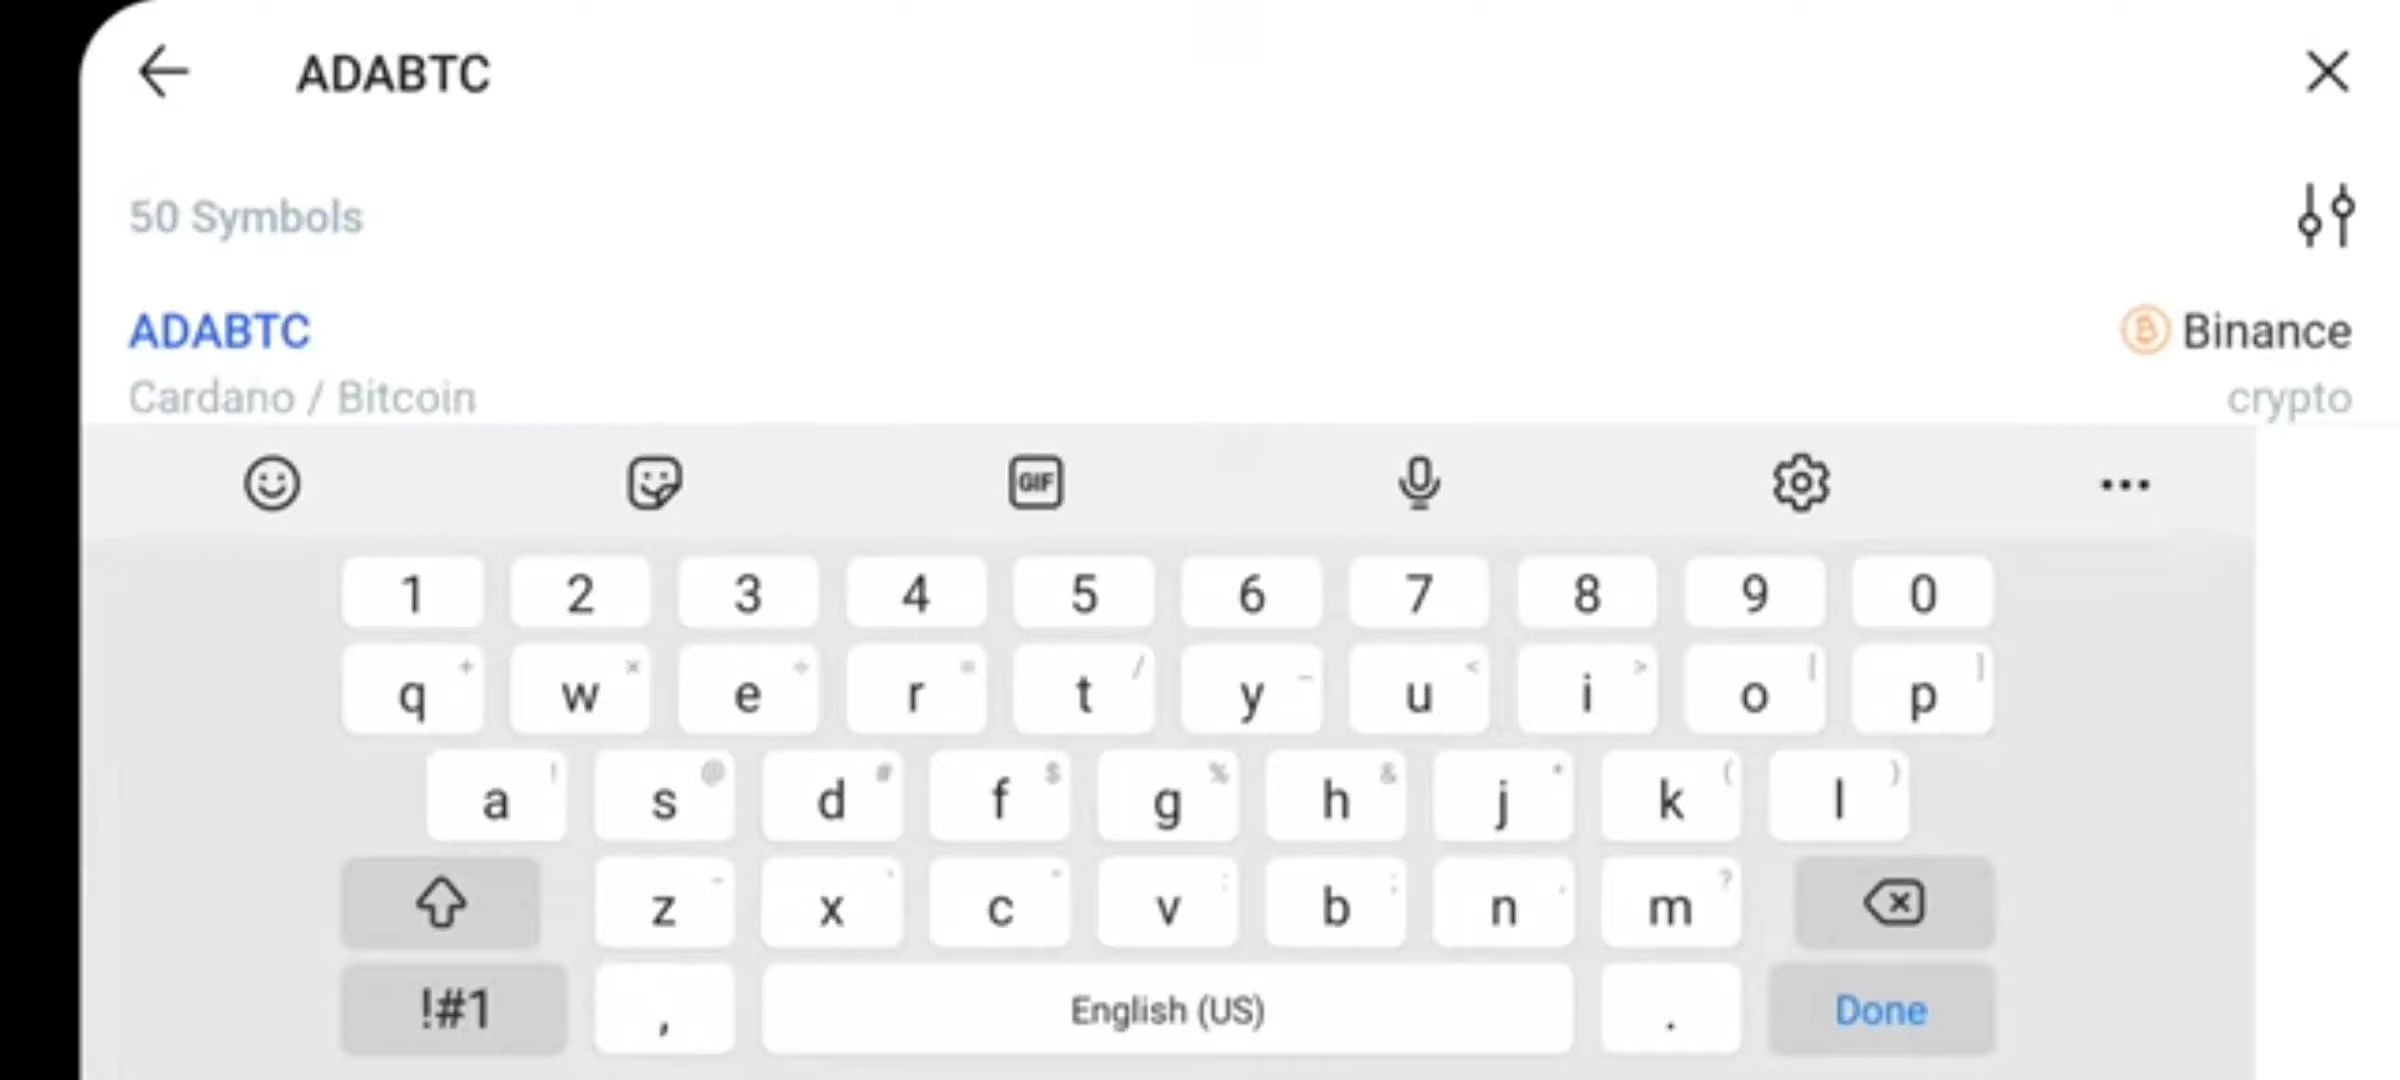 ADABTC
50 Symbols
ADABTC
Binance
Cardano / Bitcoin
crypto
GIF
1 2 3 4 5 6 7 8 9 0
q + w × e ÷ r = t / y _ u < i > o [ p ]
a ! s @ d # f $ g % h & j * k ( l )
z - x ' c " v : b ; n , m ?
!#1 , English (US) . Done